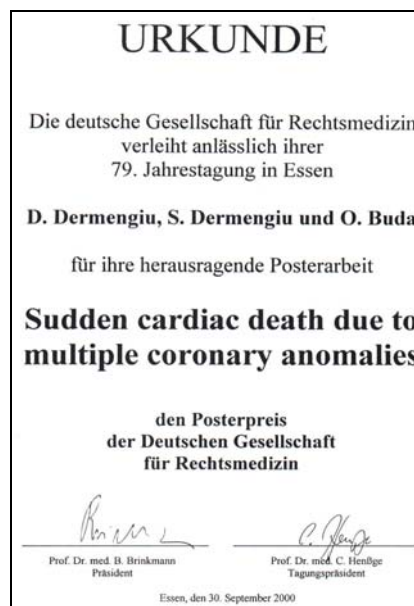 URKUNDE
Die deutsche Gesellschaft für Rechtsmedizin
verleiht anlässlich ihrer
79. Jahrestagung in Essen
D. Dermengiu, S. Dermengiu und O. Buda
für ihre herausragende Posterarbeit
Sudden cardiac death due to
multiple coronary anomalies
den Posterpreis
der Deutschen Gesellschaft
für Rechtsmedizin
Prof. Dr. med. B. Brinkmann
Präsident
Prof. Dr. med. C. Henßge
Tagungspräsident
Essen, den 30. September 2000